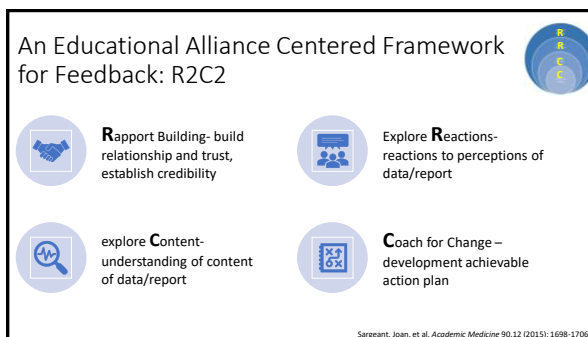 An Educational Alliance Centered Framework
for Feedback: R2C2
R
R
C
C
Rapport Building- build
relationship and trust,
establish credibility
Explore Reactions-
reactions to perceptions of
data/report
explore Content-
understanding of content
of data/report
Coach for Change –
development achievable
action plan
Sargeant, Joan, et al. Academic Medicine 90.12 (2015): 1698-1706.